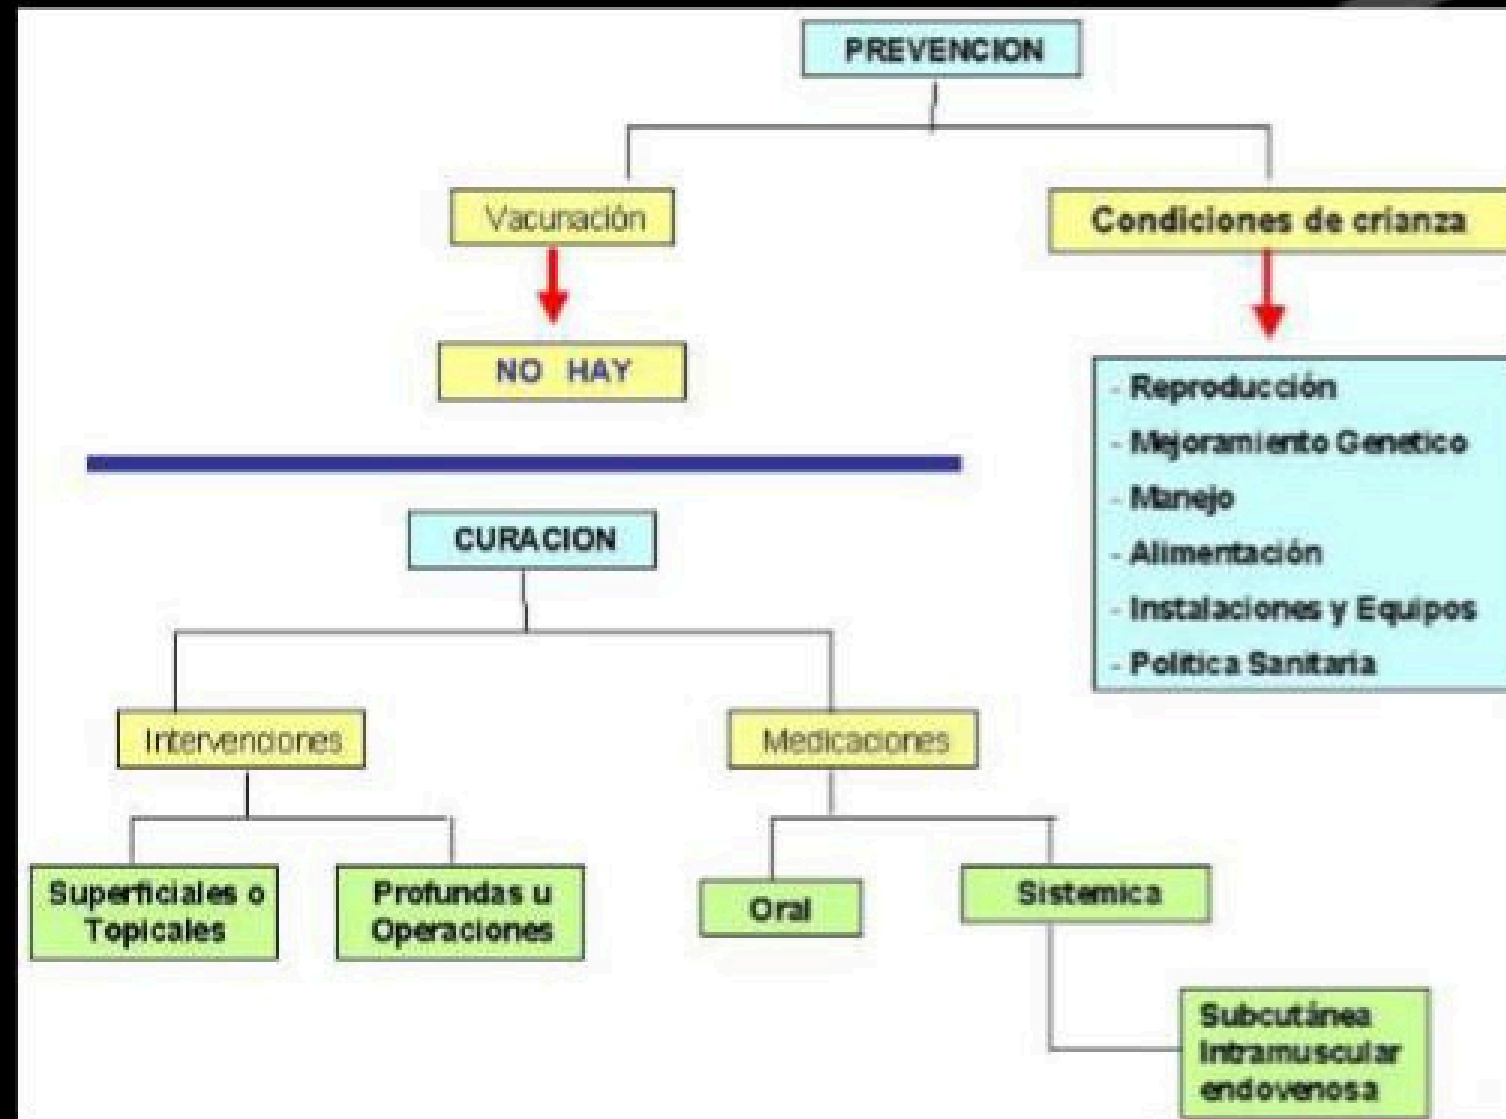 PREVENCION
Vacunación
Condiciones de crianza
NO HAY
- Reproducción
- Mejoramiento Genetico
- Manejo
- Alimentación
- Instalaciones y Equipos
- Politica Sanitaria
CURACION
Intervenciones
Medicaciones
Superficiales o
Topicales
Profundas u
Operaciones
Oral
Sistemica
Subcutánea
Intramuscular
endovenosa